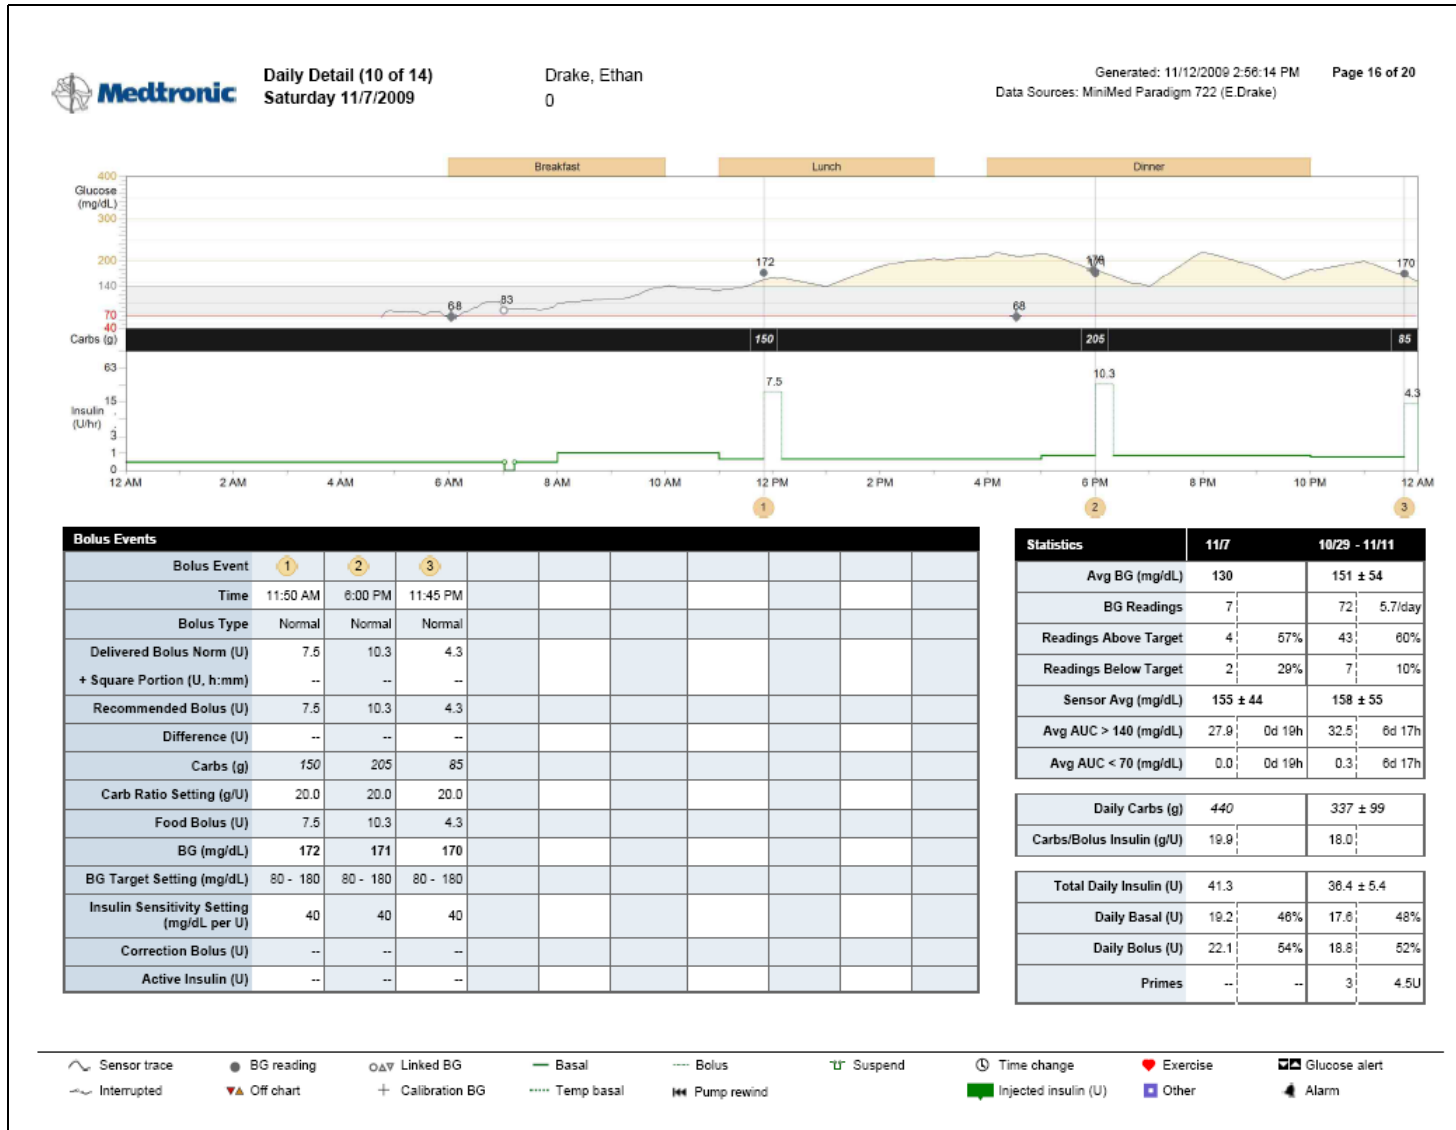 Medtronic
Daily Detail (10 of 14)
Saturday 11/7/2009
Drake, Ethan
0
Generated: 11/12/2009 2:56:14 PM Page 16 of 20
Data Sources: MiniMed Paradigm 722 (E.Drake)
Breakfast Lunch Dinner
400
Glucose
(mg/dL)
300
200
140
70
40
172
170
68
83
68
Carbs (g) 150 205 85
63
15
Insulin
(U/hr)
3
1
0
7.5
10.3
4.3
12 AM 2 AM 4 AM 6 AM 8 AM 10 AM 12 PM 2 PM 4 PM 6 PM 8 PM 10 PM 12 AM
1 2 3
Bolus Events
Bolus Event 1 2 3
Time 11:50 AM 6:00 PM 11:45 PM
Bolus Type Normal Normal Normal
Delivered Bolus Norm (U) 7.5 10.3 4.3
+ Square Portion (U, h:mm) -- -- --
Recommended Bolus (U) 7.5 10.3 4.3
Difference (U) -- -- --
Carbs (g) 150 205 85
Carb Ratio Setting (g/U) 20.0 20.0 20.0
Food Bolus (U) 7.5 10.3 4.3
BG (mg/dL) 172 171 170
BG Target Setting (mg/dL) 80 - 180 80 - 180 80 - 180
Insulin Sensitivity Setting
(mg/dL per U) 40 40 40
Correction Bolus (U) -- -- --
Active Insulin (U) -- -- --
Statistics 11/7 10/29 - 11/11
Avg BG (mg/dL) 130 151 ± 54
BG Readings 7 72 5.7/day
Readings Above Target 4 57% 43 60%
Readings Below Target 2 29% 7 10%
Sensor Avg (mg/dL) 155 ± 44 158 ± 55
Avg AUC > 140 (mg/dL) 27.9 0d 19h 32.5 6d 17h
Avg AUC < 70 (mg/dL) 0.0 0d 19h 0.3 6d 17h
Daily Carbs (g) 440 337 ± 99
Carbs/Bolus Insulin (g/U) 19.9 18.0
Total Daily Insulin (U) 41.3 36.4 ± 5.4
Daily Basal (U) 19.2 46% 17.6 48%
Daily Bolus (U) 22.1 54% 18.8 52%
Primes -- -- 3 4.5U
Sensor trace BG reading Linked BG Basal Bolus Suspend Time change Exercise Glucose alert
Interrupted Off chart Calibration BG Temp basal Pump rewind Injected insulin (U) Other Alarm